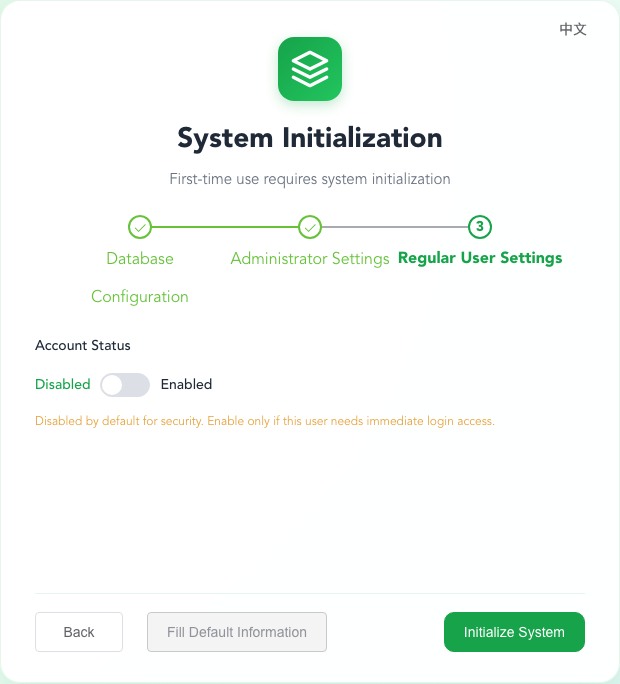 中文
System Initialization
First-time use requires system initialization
3
Database
Configuration
Administrator Settings
Regular User Settings
Account Status
Disabled
Enabled
Disabled by default for security. Enable only if this user needs immediate login access.
Back
Fill Default Information
Initialize System